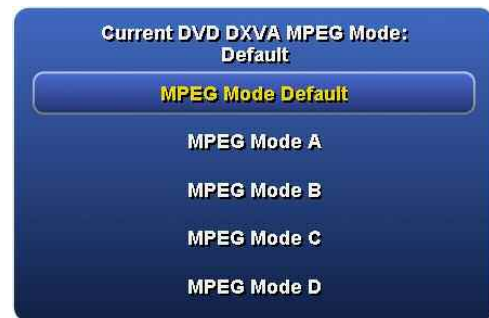 Current DVD DXVA MPEG Mode:
Default
MPEG Mode Default
MPEG Mode A
MPEG Mode B
MPEG Mode C
MPEG Mode D